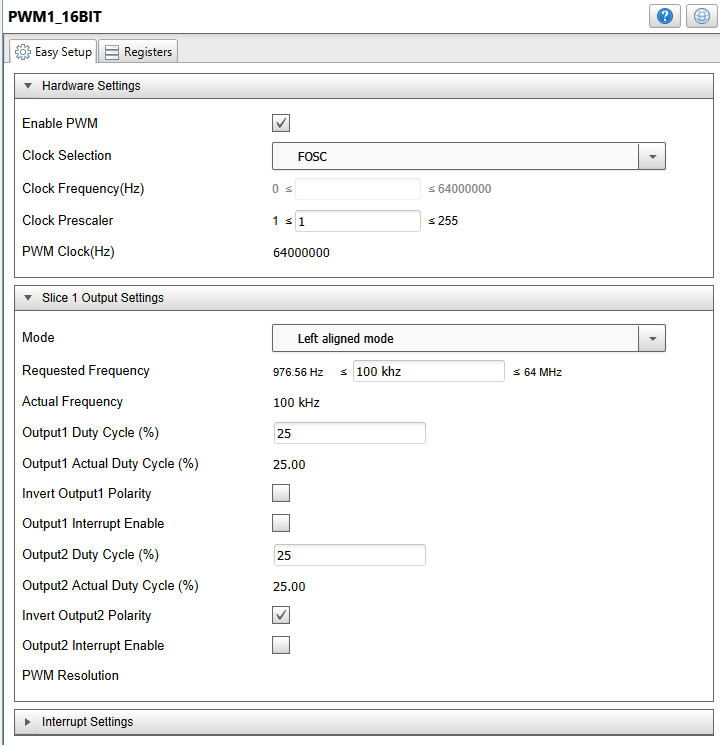 PWM1_16BIT
Easy Setup Registers
Hardware Settings
Enable PWM
Clock Selection FOSC
Clock Frequency(Hz) 0 ≤ ≤ 64000000
Clock Prescaler 1 ≤ 1 ≤ 255
PWM Clock(Hz) 64000000
Slice 1 Output Settings
Mode Left aligned mode
Requested Frequency 976.56 Hz ≤ 100 khz ≤ 64 MHz
Actual Frequency 100 kHz
Output1 Duty Cycle (%) 25
Output1 Actual Duty Cycle (%) 25.00
Invert Output1 Polarity
Output1 Interrupt Enable
Output2 Duty Cycle (%) 25
Output2 Actual Duty Cycle (%) 25.00
Invert Output2 Polarity
Output2 Interrupt Enable
PWM Resolution
Interrupt Settings